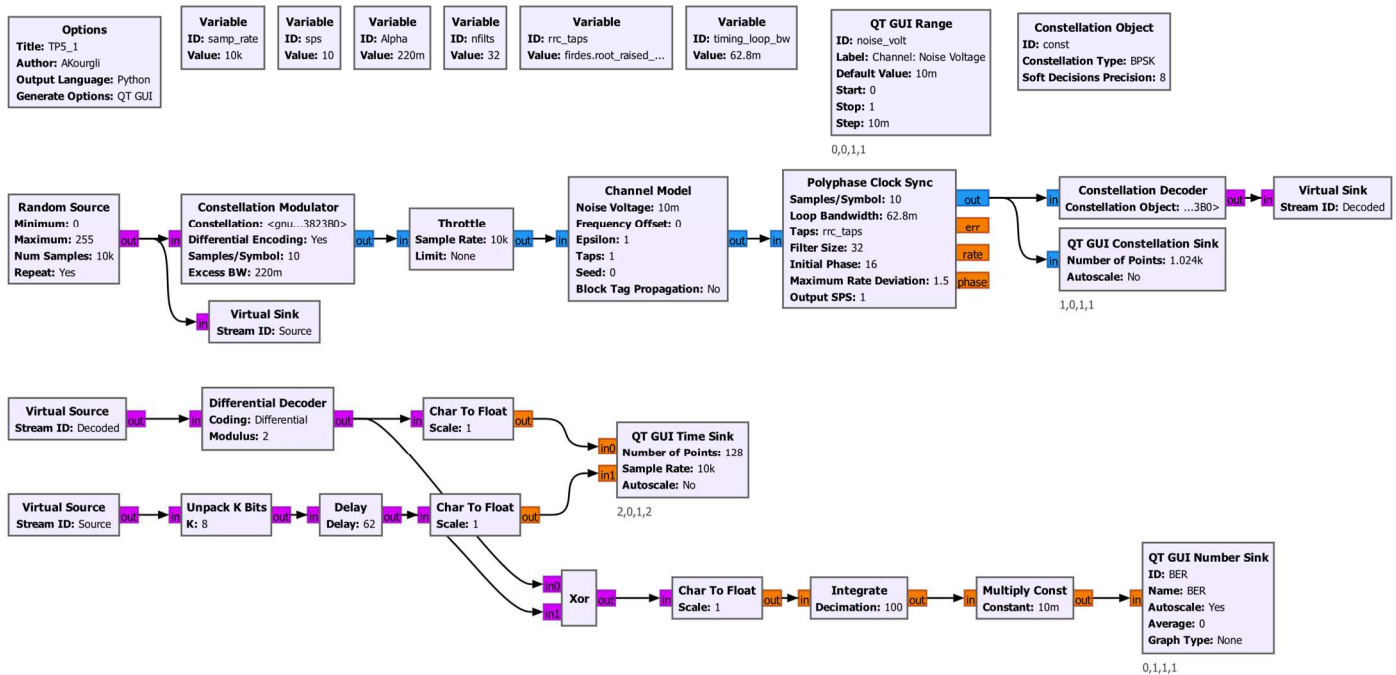 Options
Title: TP5_1
Author: AKourgli
Output Language: Python
Generate Options: QT GUI
Variable
ID: samp_rate
Value: 10k
Variable
ID: sps
Value: 10
Variable
ID: Alpha
Value: 220m
Variable
ID: nfilts
Value: 32
Variable
ID: rrc_taps
Value: firdes.root_raised_...
Variable
ID: timing_loop_bw
Value: 62.8m
QT GUI Range
ID: noise_volt
Label: Channel: Noise Voltage
Default Value: 10m
Start: 0
Stop: 1
Step: 10m
0,0,1,1
Constellation Object
ID: const
Constellation Type: BPSK
Soft Decisions Precision: 8
Random Source
Minimum: 0
Maximum: 255
Num Samples: 10k
Repeat: Yes
out
in
Constellation Modulator
Constellation: <gnu...3823B0>
Differential Encoding: Yes
Samples/Symbol: 10
Excess BW: 220m
out
in
Throttle
Sample Rate: 10k
Limit: None
out
in
Channel Model
Noise Voltage: 10m
Frequency Offset: 0
Epsilon: 1
Taps: 1
Seed: 0
Block Tag Propagation: No
out
in
Polyphase Clock Sync
Samples/Symbol: 10
Loop Bandwidth: 62.8m
Taps: rrc_taps
Filter Size: 32
Initial Phase: 16
Maximum Rate Deviation: 1.5
Output SPS: 1
out
err
rate
phase
in
Constellation Decoder
Constellation Object: ...3B0>
out
in
Virtual Sink
Stream ID: Decoded
in
QT GUI Constellation Sink
Number of Points: 1.024k
Autoscale: No
1,0,1,1
in
Virtual Sink
Stream ID: Source
Virtual Source
Stream ID: Decoded
out
in
Differential Decoder
Coding: Differential
Modulus: 2
out
in
Char To Float
Scale: 1
out
in0
in1
QT GUI Time Sink
Number of Points: 128
Sample Rate: 10k
Autoscale: No
2,0,1,2
Virtual Source
Stream ID: Source
out
in
Unpack K Bits
K: 8
out
in
Delay
Delay: 62
out
in
Char To Float
Scale: 1
out
in0
in1
Xor
out
in
Char To Float
Scale: 1
out
in
Integrate
Decimation: 100
out
in
Multiply Const
Constant: 10m
out
in
QT GUI Number Sink
ID: BER
Name: BER
Autoscale: Yes
Average: 0
Graph Type: None
0,1,1,1